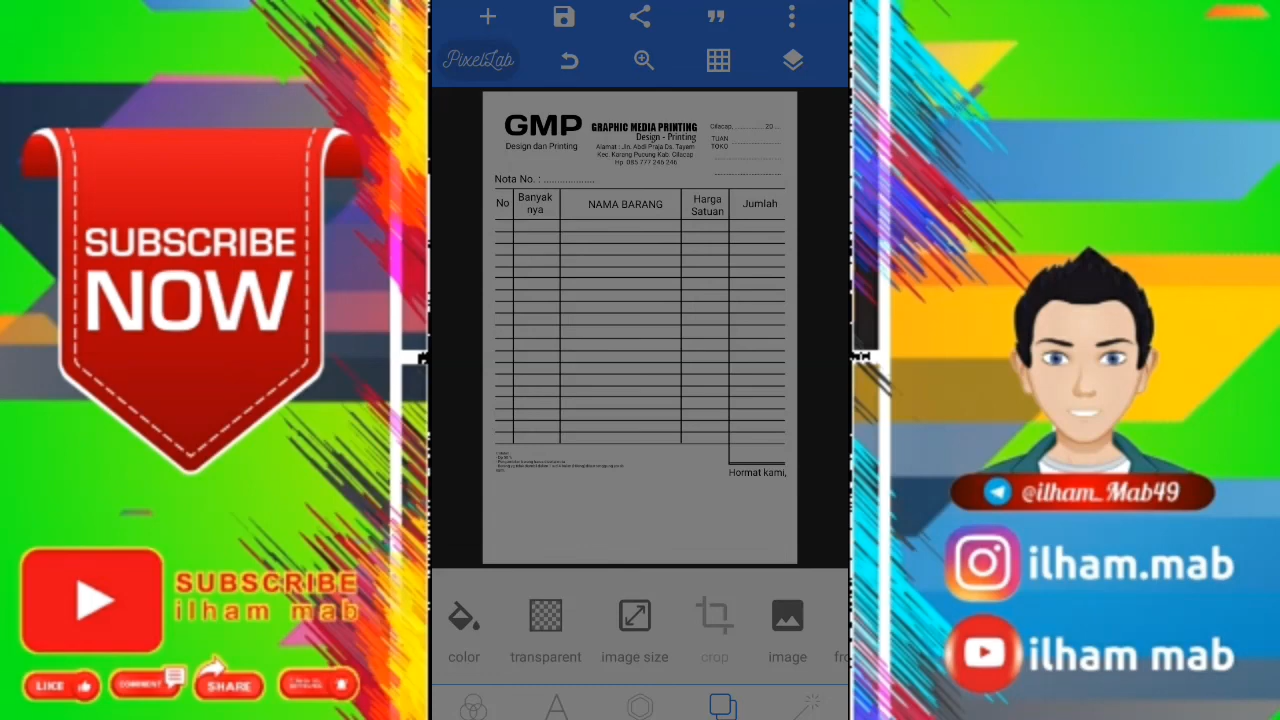 PixelLab
SUBSCRIBE
NOW
SUBSCRIBE
ilham mab
LIKE
COMMENT
SHARE
GMP
Design dan Printing
GRAPHIC MEDIA PRINTING
Design - Printing
Alamat : Jln. Abdi Praja Ds. Tayem
Kec. Karang Pucung Kab. Cilacap
Hp. 085 777 246 246
Cilacap, 20
TUAN
TOKO
Nota No. :
No Banyak nya NAMA BARANG Harga Satuan Jumlah
Hormat kami,
color transparent image size crop image fro
@ilham_Mab49
ilham.mab
ilham mab